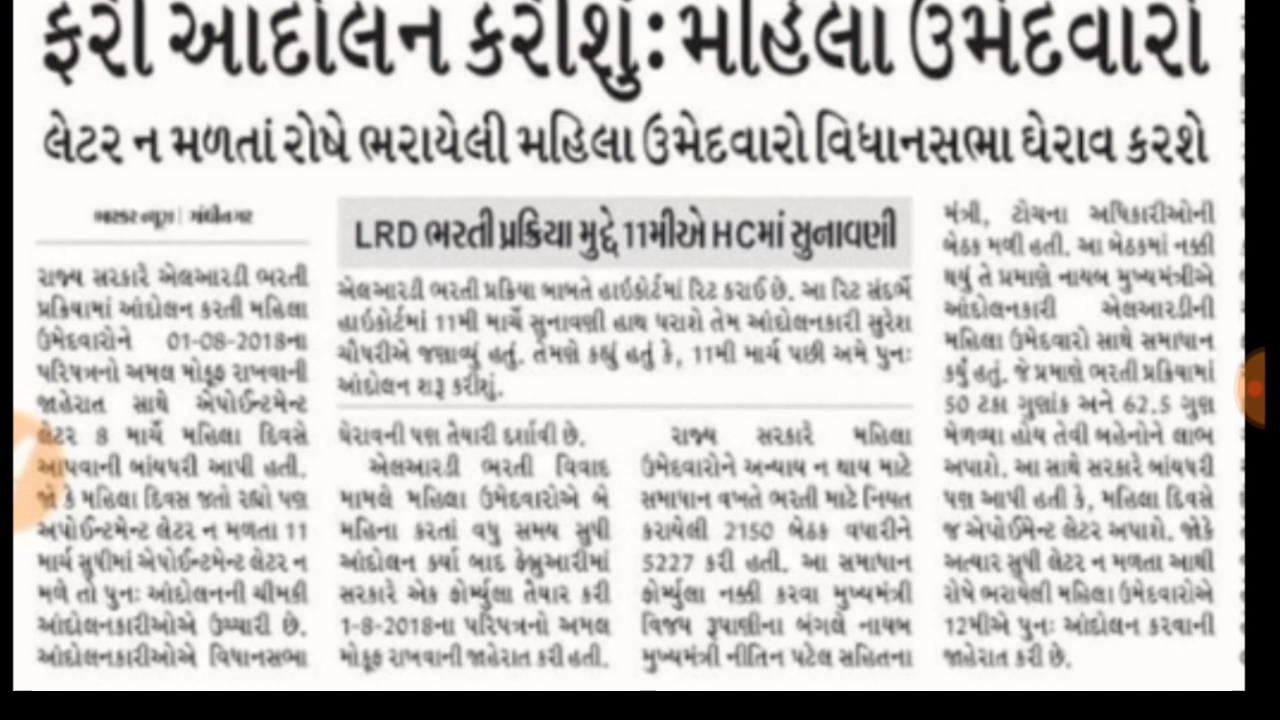 ફરી આંદોલન કરીશું: મહિલા ઉમેદવારો
લેટર ન મળતાં રોષે ભરાયેલી મહિલા ઉમેદવારો વિધાનસભા ઘેરાવ કરશે
ભાસ્કર ન્યૂઝ | ગાંધીનગર
રાજ્ય સરકારે એલઆરડી ભરતી
પ્રક્રિયામાં આંદોલન કરતી મહિલા
ઉમેદવારોને 01-08-2018ના
પરિપત્રનો અમલ મોકૂફ રાખવાની
જાહેરાત સાથે એપોઈન્ટમેન્ટ
લેટર 8 માર્ચે મહિલા દિવસે
આપવાની બાંયધરી આપી હતી.
જો કે મહિલા દિવસ જતો રહ્યો પણ
અપોઈન્ટમેન્ટ લેટર ન મળતા 11
માર્ચ સુધીમાં એપોઈન્ટમેન્ટ લેટર ન
મળે તો પુનઃ આંદોલનની ચીમકી
આંદોલનકારીઓએ ઉચ્ચારી છે.
આંદોલનકારીઓએ વિધાનસભા
LRD ભરતી પ્રક્રિયા મુદ્દે 11મીએ HCમાં સુનાવણી
એલઆરડી ભરતી પ્રક્રિયા બાબતે હાઈકોર્ટમાં રિટ કરાઈ છે. આ રિટ સંદર્ભે
હાઈકોર્ટમાં 11મી માર્ચે સુનાવણી હાથ ધરાશે તેમ આંદોલનકારી સુરેશ
ચૌધરીએ જણાવ્યું હતું. તેમણે કહ્યું હતું કે, 11મી માર્ચ પછી અમે પુનઃ
આંદોલન શરૂ કરીશું.
ઘેરાવની પણ તૈયારી દર્શાવી છે.
એલઆરડી ભરતી વિવાદ
મામલે મહિલા ઉમેદવારોએ બે
મહિના કરતાં વધુ સમય સુધી
આંદોલન કર્યા બાદ ફેબ્રુઆરીમાં
સરકારે એક ફોર્મ્યુલા તૈયાર કરી
1-8-2018ના પરિપત્રનો અમલ
મોકૂફ રાખવાની જાહેરાત કરી હતી.
રાજ્ય સરકારે મહિલા
ઉમેદવારોને અન્યાય ન થાય માટે
સમાધાન વખતે ભરતી માટે નિયત
કરાયેલી 2150 બેઠક વધારીને
5227 કરી હતી. આ સમાધાન
ફોર્મ્યુલા નક્કી કરવા મુખ્યમંત્રી
વિજય રૂપાણીના બંગલે નાયબ
મુખ્યમંત્રી નીતિન પટેલ સહિતના
મંત્રી, ટોચના અધિકારીઓની
બેઠક મળી હતી. આ બેઠકમાં નક્કી
થયું તે પ્રમાણે નાયબ મુખ્યમંત્રીએ
આંદોલનકારી એલઆરડીની
મહિલા ઉમેદવારો સાથે સમાધાન
કર્યું હતું. જે પ્રમાણે ભરતી પ્રક્રિયામાં
50 ટકા ગુણાંક અને 62.5 ગુણ
મેળવ્યા હોય તેવી બહેનોને લાભ
અપાશે. આ સાથે સરકારે બાંયધરી
પણ આપી હતી કે, મહિલા દિવસે
જ એપોઈમેન્ટ લેટર અપાશે. જોકે
અત્યાર સુધી લેટર ન મળતા આથી
રોષે ભરાયેલી મહિલા ઉમેદવારોએ
12મીએ પુનઃ આંદોલન કરવાની
જાહેરાત કરી છે.